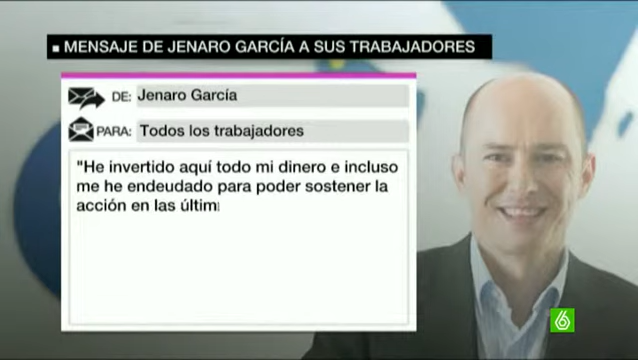 MENSAJE DE JENARO GARCÍA A SUS TRABAJADORES
DE: Jenaro García
PARA: Todos los trabajadores
"He invertido aquí todo mi dinero e incluso
me he endeudado para poder sostener la
acción en las últim
6